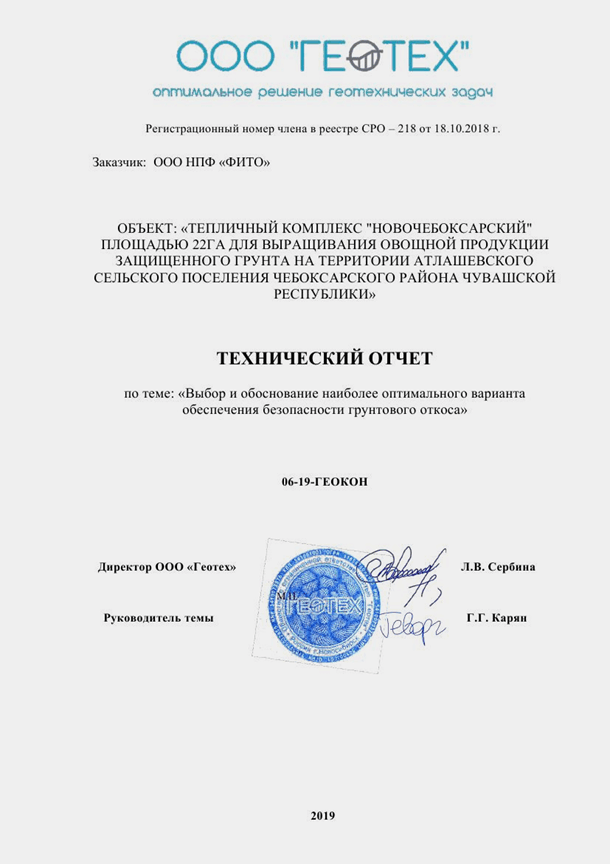 ООО "ГЕОТЕХ"
оптимальное решение геотехнических задач
Регистрационный номер члена в реестре СРО – 218 от 18.10.2018 г.
Заказчик: ООО НПФ «ФИТО»
ОБЪЕКТ: «ТЕПЛИЧНЫЙ КОМПЛЕКС "НОВОЧЕБОКСАРСКИЙ"
ПЛОЩАДЬЮ 22ГА ДЛЯ ВЫРАЩИВАНИЯ ОВОЩНОЙ ПРОДУКЦИИ
ЗАЩИЩЕННОГО ГРУНТА НА ТЕРРИТОРИИ АТЛАШЕВСКОГО
СЕЛЬСКОГО ПОСЕЛЕНИЯ ЧЕБОКСАРСКОГО РАЙОНА ЧУВАШСКОЙ
РЕСПУБЛИКИ»
ТЕХНИЧЕСКИЙ ОТЧЕТ
по теме: «Выбор и обоснование наиболее оптимального варианта
обеспечения безопасности грунтового откоса»
06-19-ГЕОКОН
Директор ООО «Геотех» Л.В. Сербина
М.П.
ГЕОТЕХ
Руководитель темы Г.Г. Карян
2019